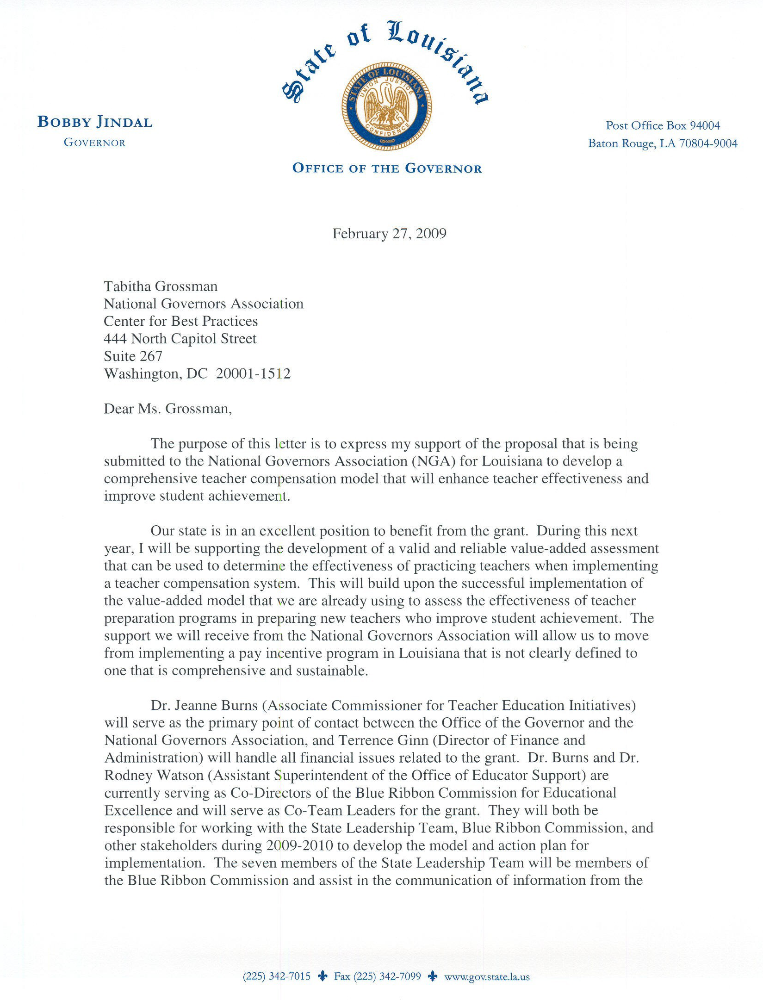 State of Louisiana
STATE OF LOUISIANA
UNION JUSTICE
CONFIDENCE
BOBBY JINDAL
GOVERNOR
Post Office Box 94004
Baton Rouge, LA 70804-9004
OFFICE OF THE GOVERNOR
February 27, 2009
Tabitha Grossman
National Governors Association
Center for Best Practices
444 North Capitol Street
Suite 267
Washington, DC  20001-1512
Dear Ms. Grossman,
The purpose of this letter is to express my support of the proposal that is being
submitted to the National Governors Association (NGA) for Louisiana to develop a
comprehensive teacher compensation model that will enhance teacher effectiveness and
improve student achievement.
Our state is in an excellent position to benefit from the grant.  During this next
year, I will be supporting the development of a valid and reliable value-added assessment
that can be used to determine the effectiveness of practicing teachers when implementing
a teacher compensation system.  This will build upon the successful implementation of
the value-added model that we are already using to assess the effectiveness of teacher
preparation programs in preparing new teachers who improve student achievement.  The
support we will receive from the National Governors Association will allow us to move
from implementing a pay incentive program in Louisiana that is not clearly defined to
one that is comprehensive and sustainable.
Dr. Jeanne Burns (Associate Commissioner for Teacher Education Initiatives)
will serve as the primary point of contact between the Office of the Governor and the
National Governors Association, and Terrence Ginn (Director of Finance and
Administration) will handle all financial issues related to the grant.  Dr. Burns and Dr.
Rodney Watson (Assistant Superintendent of the Office of Educator Support) are
currently serving as Co-Directors of the Blue Ribbon Commission for Educational
Excellence and will serve as Co-Team Leaders for the grant.  They will both be
responsible for working with the State Leadership Team, Blue Ribbon Commission, and
other stakeholders during 2009-2010 to develop the model and action plan for
implementation.  The seven members of the State Leadership Team will be members of
the Blue Ribbon Commission and assist in the communication of information from the
(225) 342-7015 ⚜ Fax (225) 342-7099 ⚜ www.gov.state.la.us